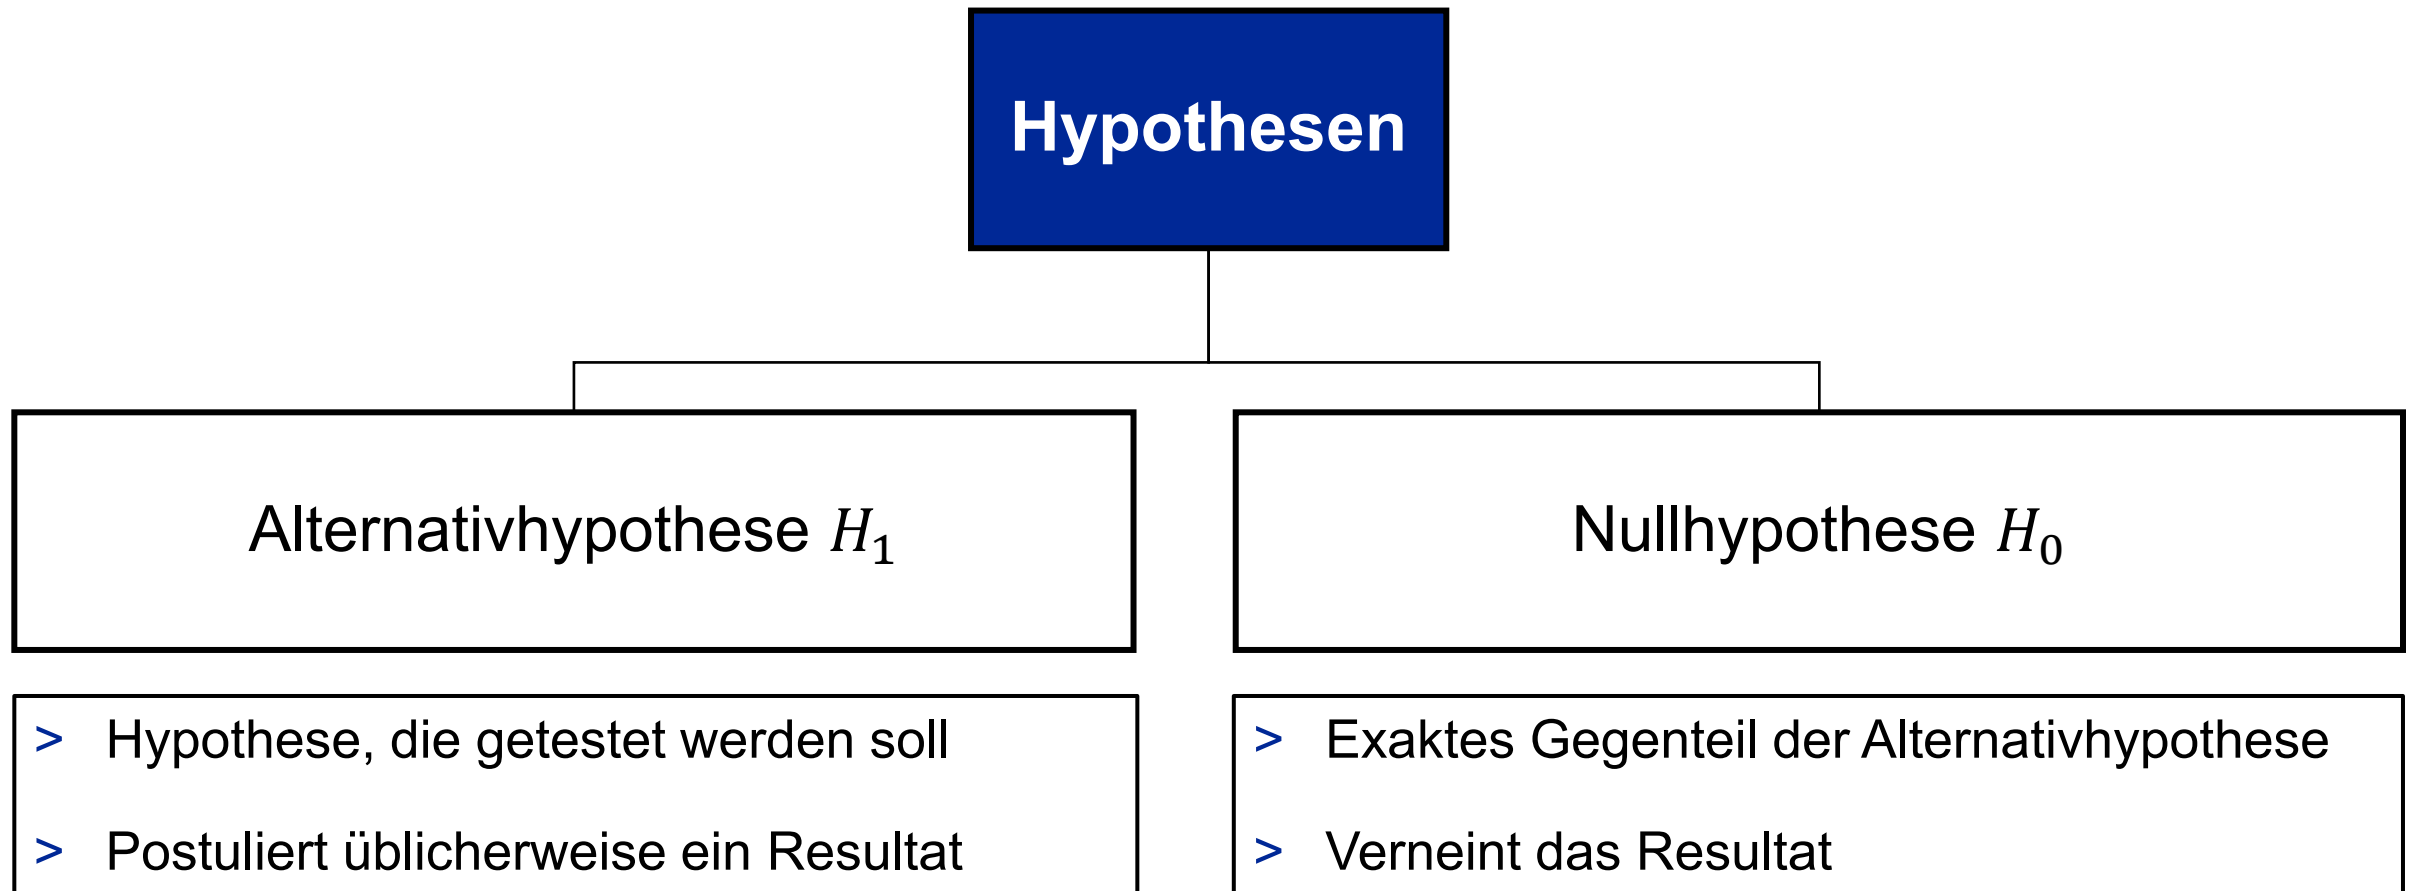 Hypothesen
Alternativhypothese H₁
Nullhypothese H₀
> Hypothese, die getestet werden soll
> Postuliert üblicherweise ein Resultat
> Exaktes Gegenteil der Alternativhypothese
> Verneint das Resultat